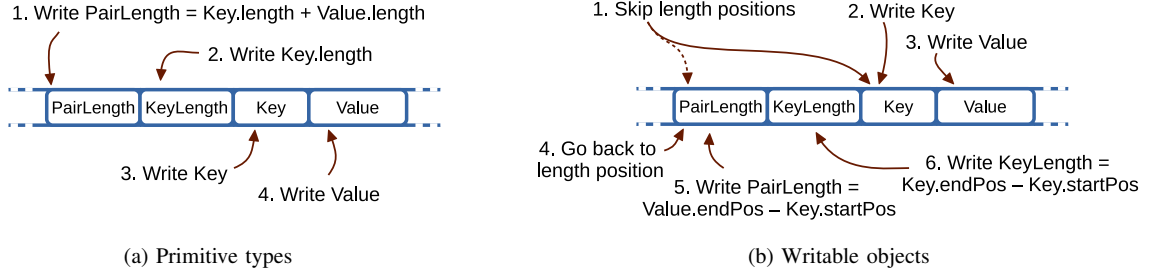 1. Write PairLength = Key.length + Value.length
2. Write Key.length
PairLength KeyLength Key Value
3. Write Key
4. Write Value
(a) Primitive types
1. Skip length positions
2. Write Key
3. Write Value
PairLength KeyLength Key Value
4. Go back to
length position
5. Write PairLength =
Value.endPos – Key.startPos
6. Write KeyLength =
Key.endPos – Key.startPos
(b) Writable objects